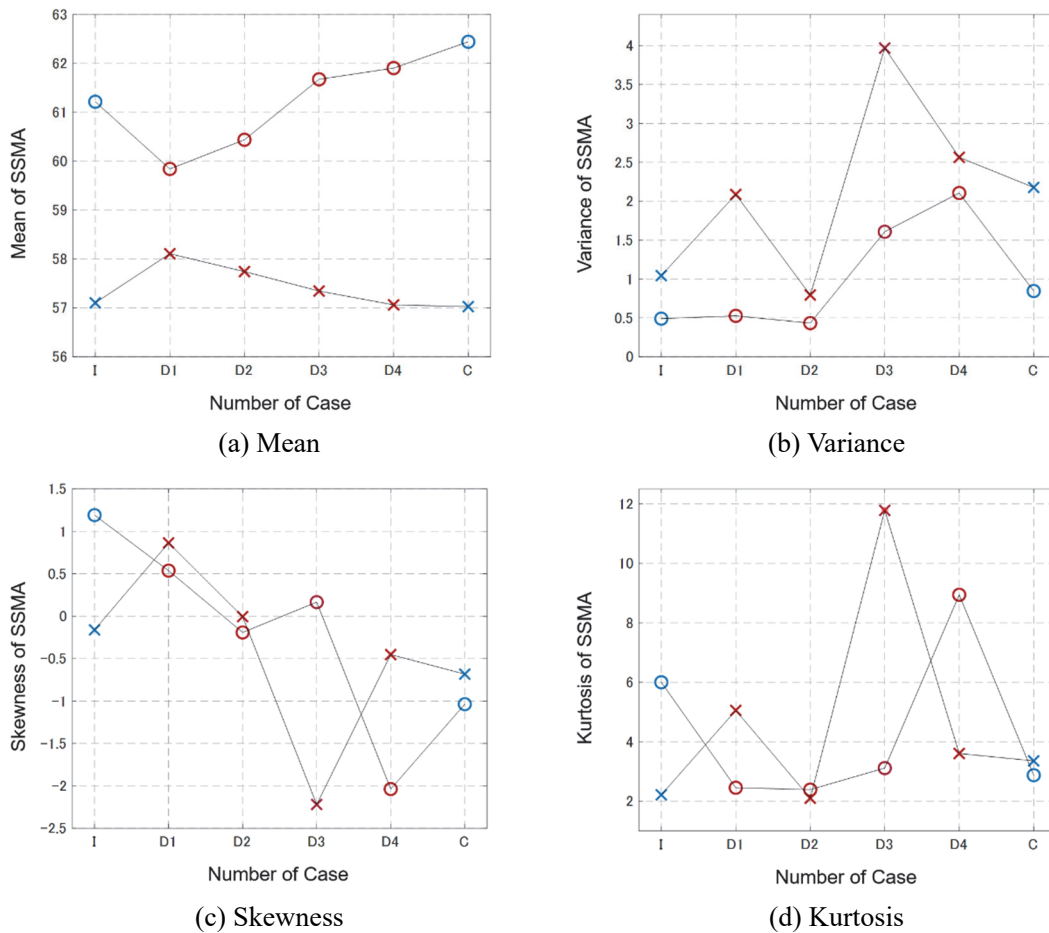 63
62
61
60
59
58
57
56
Mean of SSMA
I D1 D2 D3 D4 C
Number of Case
(a) Mean
4
3.5
3
2.5
2
1.5
1
0.5
0
Variance of SSMA
I D1 D2 D3 D4 C
Number of Case
(b) Variance
1.5
1
0.5
0
-0.5
-1
-1.5
-2
-2.5
Skewness of SSMA
I D1 D2 D3 D4 C
Number of Case
(c) Skewness
12
10
8
6
4
2
Kurtosis of SSMA
I D1 D2 D3 D4 C
Number of Case
(d) Kurtosis